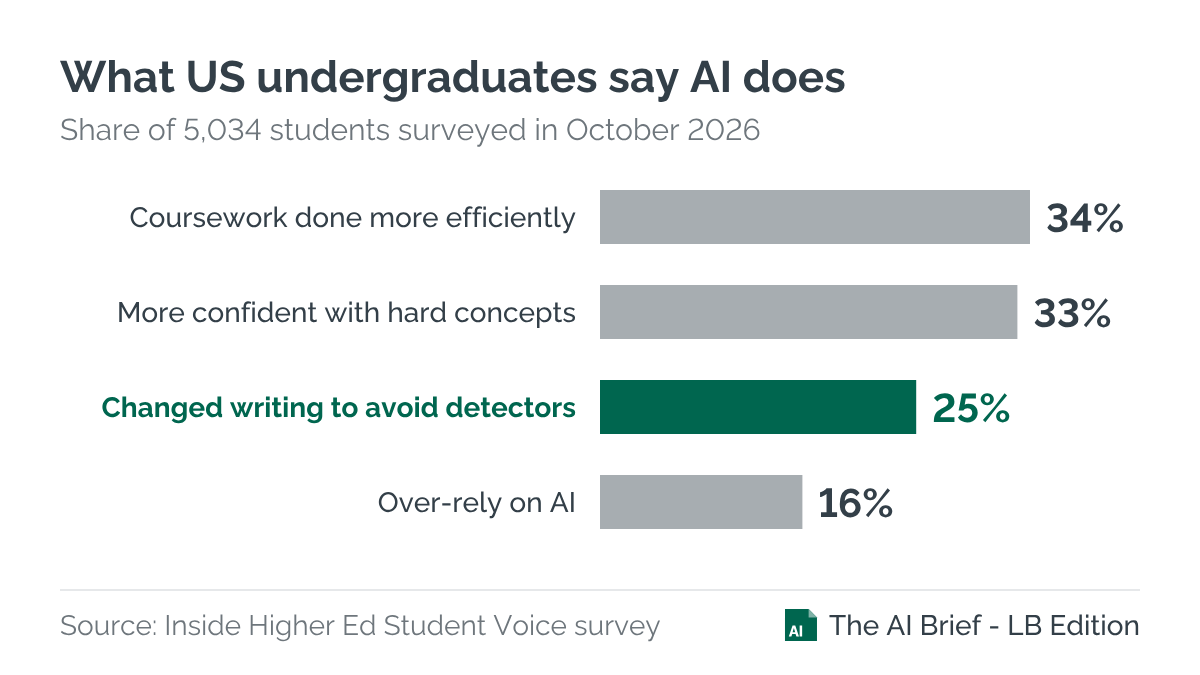 What US undergraduates say AI does
Share of 5,034 students surveyed in October 2026
Coursework done more efficiently 34%
More confident with hard concepts 33%
Changed writing to avoid detectors 25%
Over-rely on AI 16%
Source: Inside Higher Ed Student Voice survey
AI The AI Brief - LB Edition